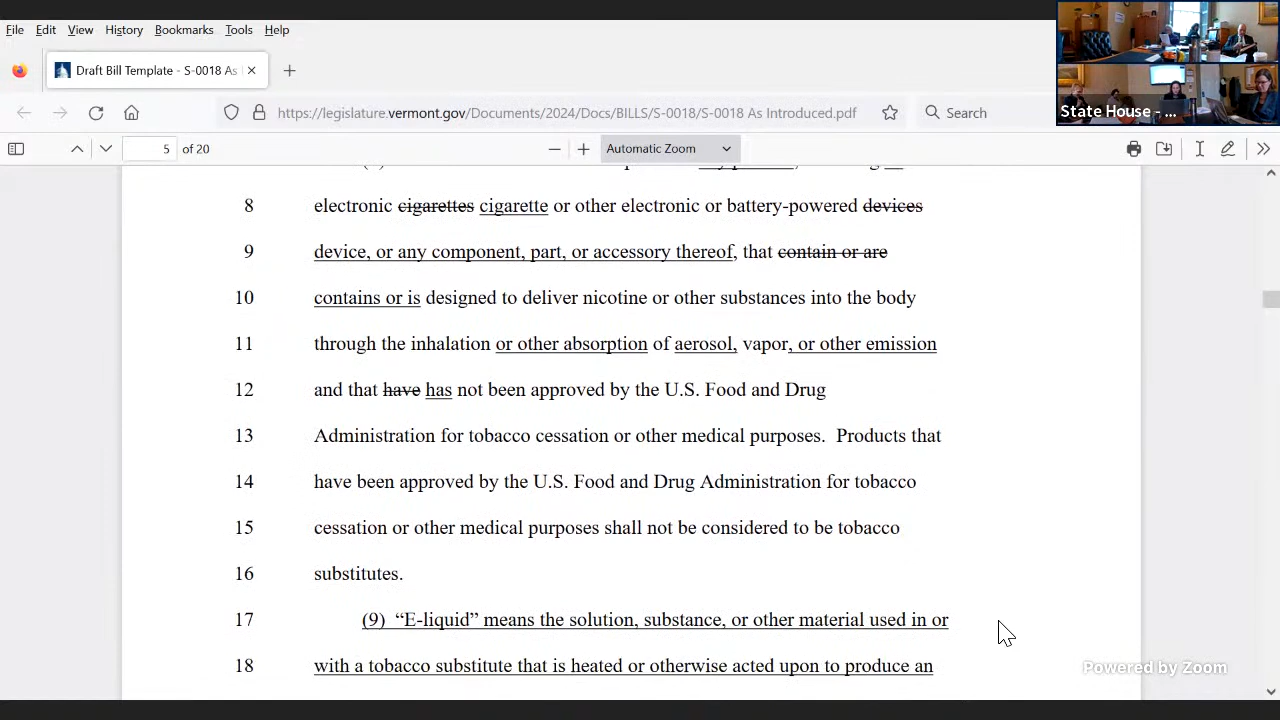 File Edit View History Bookmarks Tools Help
Draft Bill Template - S-0018 As
https://legislature.vermont.gov/Documents/2024/Docs/BILLS/S-0018/S-0018 As Introduced.pdf
Search
State House - ...
5 of 20
Automatic Zoom
8 electronic cigarettes cigarette or other electronic or battery-powered devices
9 device, or any component, part, or accessory thereof, that contain or are
10 contains or is designed to deliver nicotine or other substances into the body
11 through the inhalation or other absorption of aerosol, vapor, or other emission
12 and that have has not been approved by the U.S. Food and Drug
13 Administration for tobacco cessation or other medical purposes. Products that
14 have been approved by the U.S. Food and Drug Administration for tobacco
15 cessation or other medical purposes shall not be considered to be tobacco
16 substitutes.
17 (9) “E-liquid” means the solution, substance, or other material used in or
18 with a tobacco substitute that is heated or otherwise acted upon to produce an
Powered by Zoom